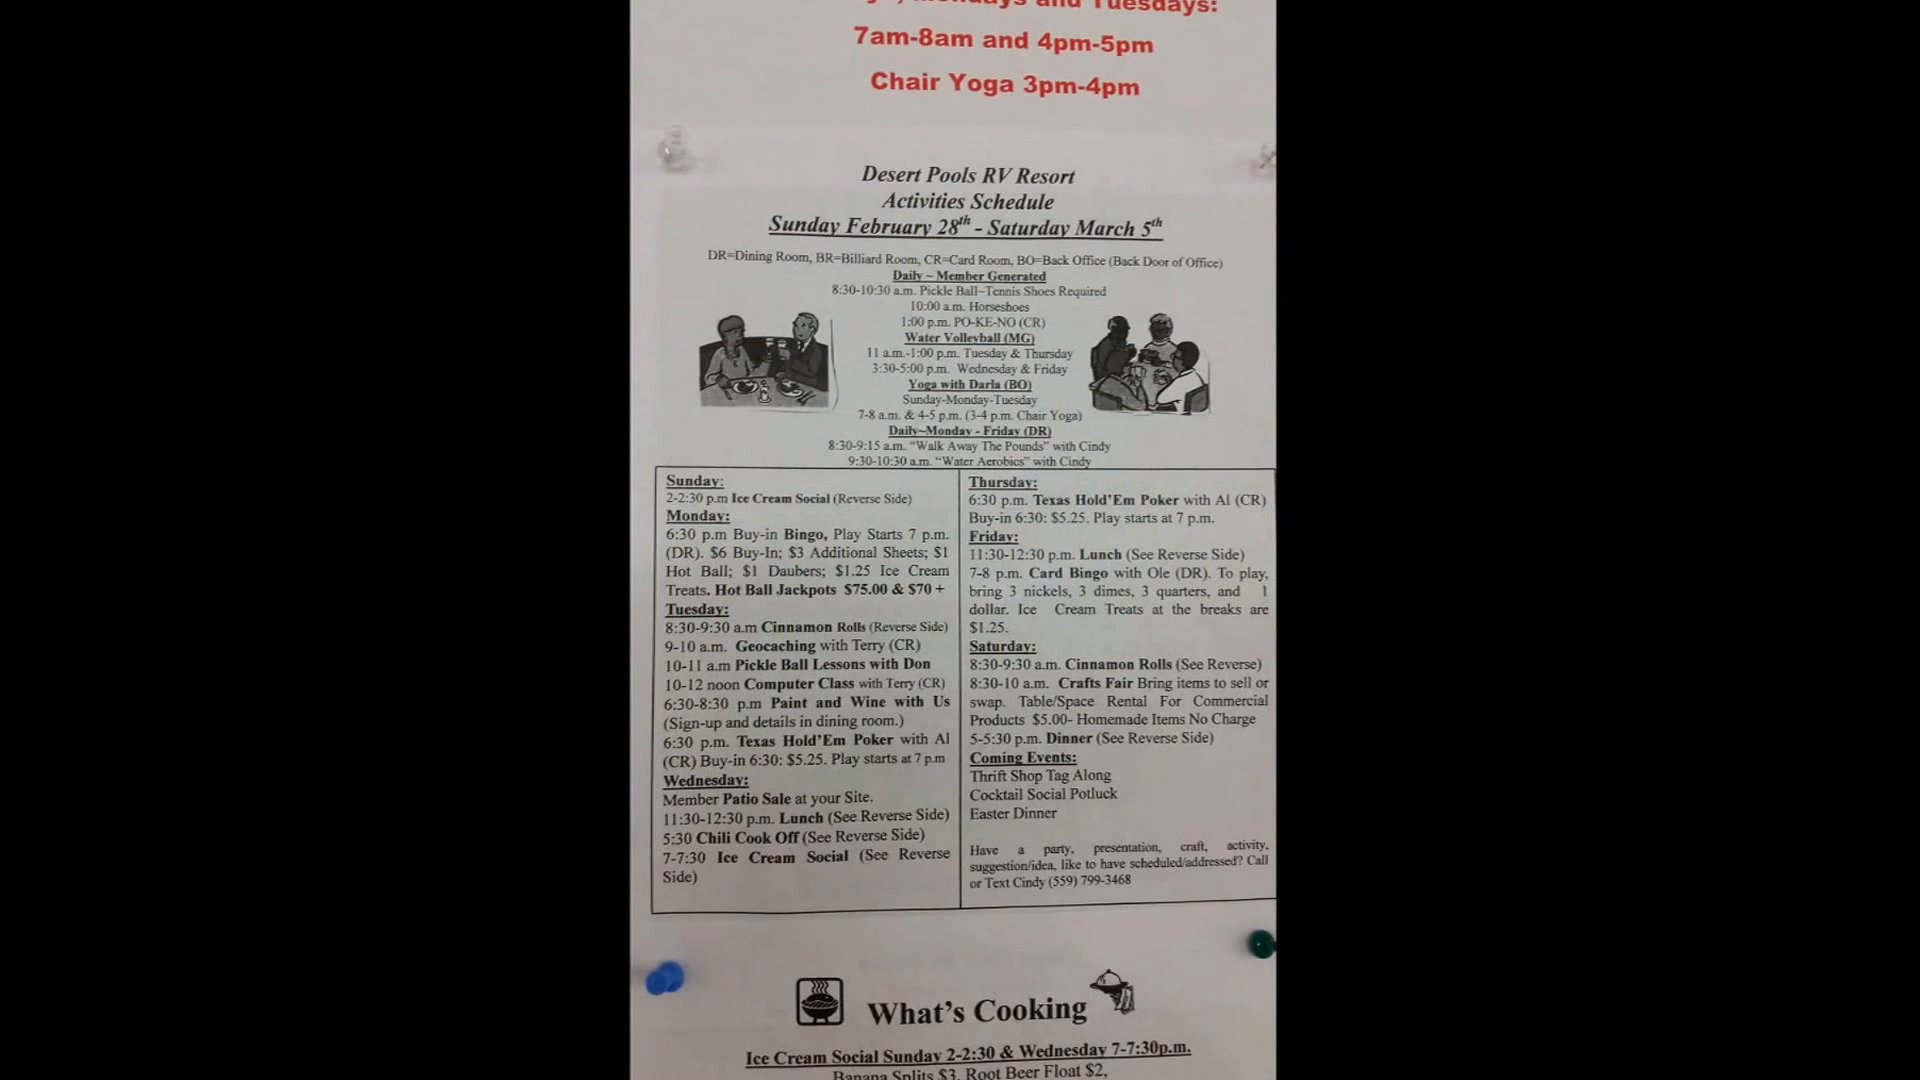 Mondays and Tuesdays:
7am-8am and 4pm-5pm
Chair Yoga 3pm-4pm
Desert Pools RV Resort
Activities Schedule
Sunday February 28th - Saturday March 5th
DR=Dining Room, BR=Billiard Room, CR=Card Room, BO=Back Office (Back Door of Office)
Daily ~ Member Generated
8:30-10:30 a.m. Pickle Ball~Tennis Shoes Required
10:00 a.m. Horseshoes
1:00 p.m. PO-KE-NO (CR)
Water Volleyball (MG)
11 a.m.-1:00 p.m. Tuesday & Thursday
3:30-5:00 p.m. Wednesday & Friday
Yoga with Darla (BO)
Sunday-Monday-Tuesday
7-8 a.m. & 4-5 p.m. (3-4 p.m. Chair Yoga)
Daily~Monday - Friday (DR)
8:30-9:15 a.m. "Walk Away The Pounds" with Cindy
9:30-10:30 a.m. "Water Aerobics" with Cindy
Sunday:
2-2:30 p.m Ice Cream Social (Reverse Side)
Monday:
6:30 p.m Buy-in Bingo, Play Starts 7 p.m.
(DR). $6 Buy-In; $3 Additional Sheets; $1
Hot Ball; $1 Daubers; $1.25 Ice Cream
Treats. Hot Ball Jackpots $75.00 & $70 +
Tuesday:
8:30-9:30 a.m Cinnamon Rolls (Reverse Side)
9-10 a.m. Geocaching with Terry (CR)
10-11 a.m Pickle Ball Lessons with Don
10-12 noon Computer Class with Terry (CR)
6:30-8:30 p.m Paint and Wine with Us
(Sign-up and details in dining room.)
6:30 p.m. Texas Hold'Em Poker with Al
(CR) Buy-in 6:30: $5.25. Play starts at 7 p.m
Wednesday:
Member Patio Sale at your Site.
11:30-12:30 p.m. Lunch (See Reverse Side)
5:30 Chili Cook Off (See Reverse Side)
7-7:30 Ice Cream Social (See Reverse
Side)
Thursday:
6:30 p.m. Texas Hold'Em Poker with Al (CR)
Buy-in 6:30: $5.25. Play starts at 7 p.m.
Friday:
11:30-12:30 p.m. Lunch (See Reverse Side)
7-8 p.m. Card Bingo with Ole (DR). To play,
bring 3 nickels, 3 dimes, 3 quarters, and 1
dollar. Ice Cream Treats at the breaks are
$1.25.
Saturday:
8:30-9:30 a.m. Cinnamon Rolls (See Reverse)
8:30-10 a.m. Crafts Fair Bring items to sell or
swap. Table/Space Rental For Commercial
Products $5.00- Homemade Items No Charge
5-5:30 p.m. Dinner (See Reverse Side)
Coming Events:
Thrift Shop Tag Along
Cocktail Social Potluck
Easter Dinner
Have a party, presentation, craft, activity,
suggestion/idea, like to have scheduled/addressed? Call
or Text Cindy (559) 799-3468
What's Cooking
Ice Cream Social Sunday 2-2:30 & Wednesday 7-7:30p.m.
Banana Splits $3, Root Beer Float $2,